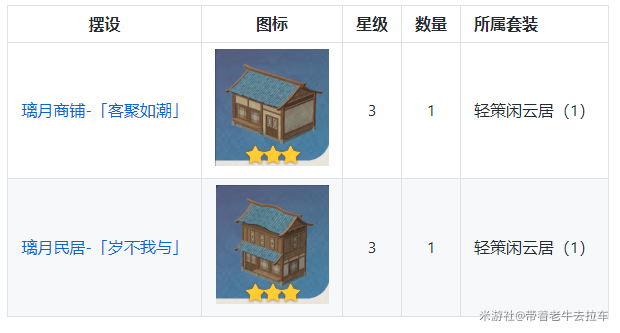 摆设 图标 星级 数量 所属套装
璃月商铺-「客聚如潮」 3 1 轻策闲云居（1）
璃月民居-「岁不我与」 3 1 轻策闲云居（1）
米游社@带着老牛去拉车